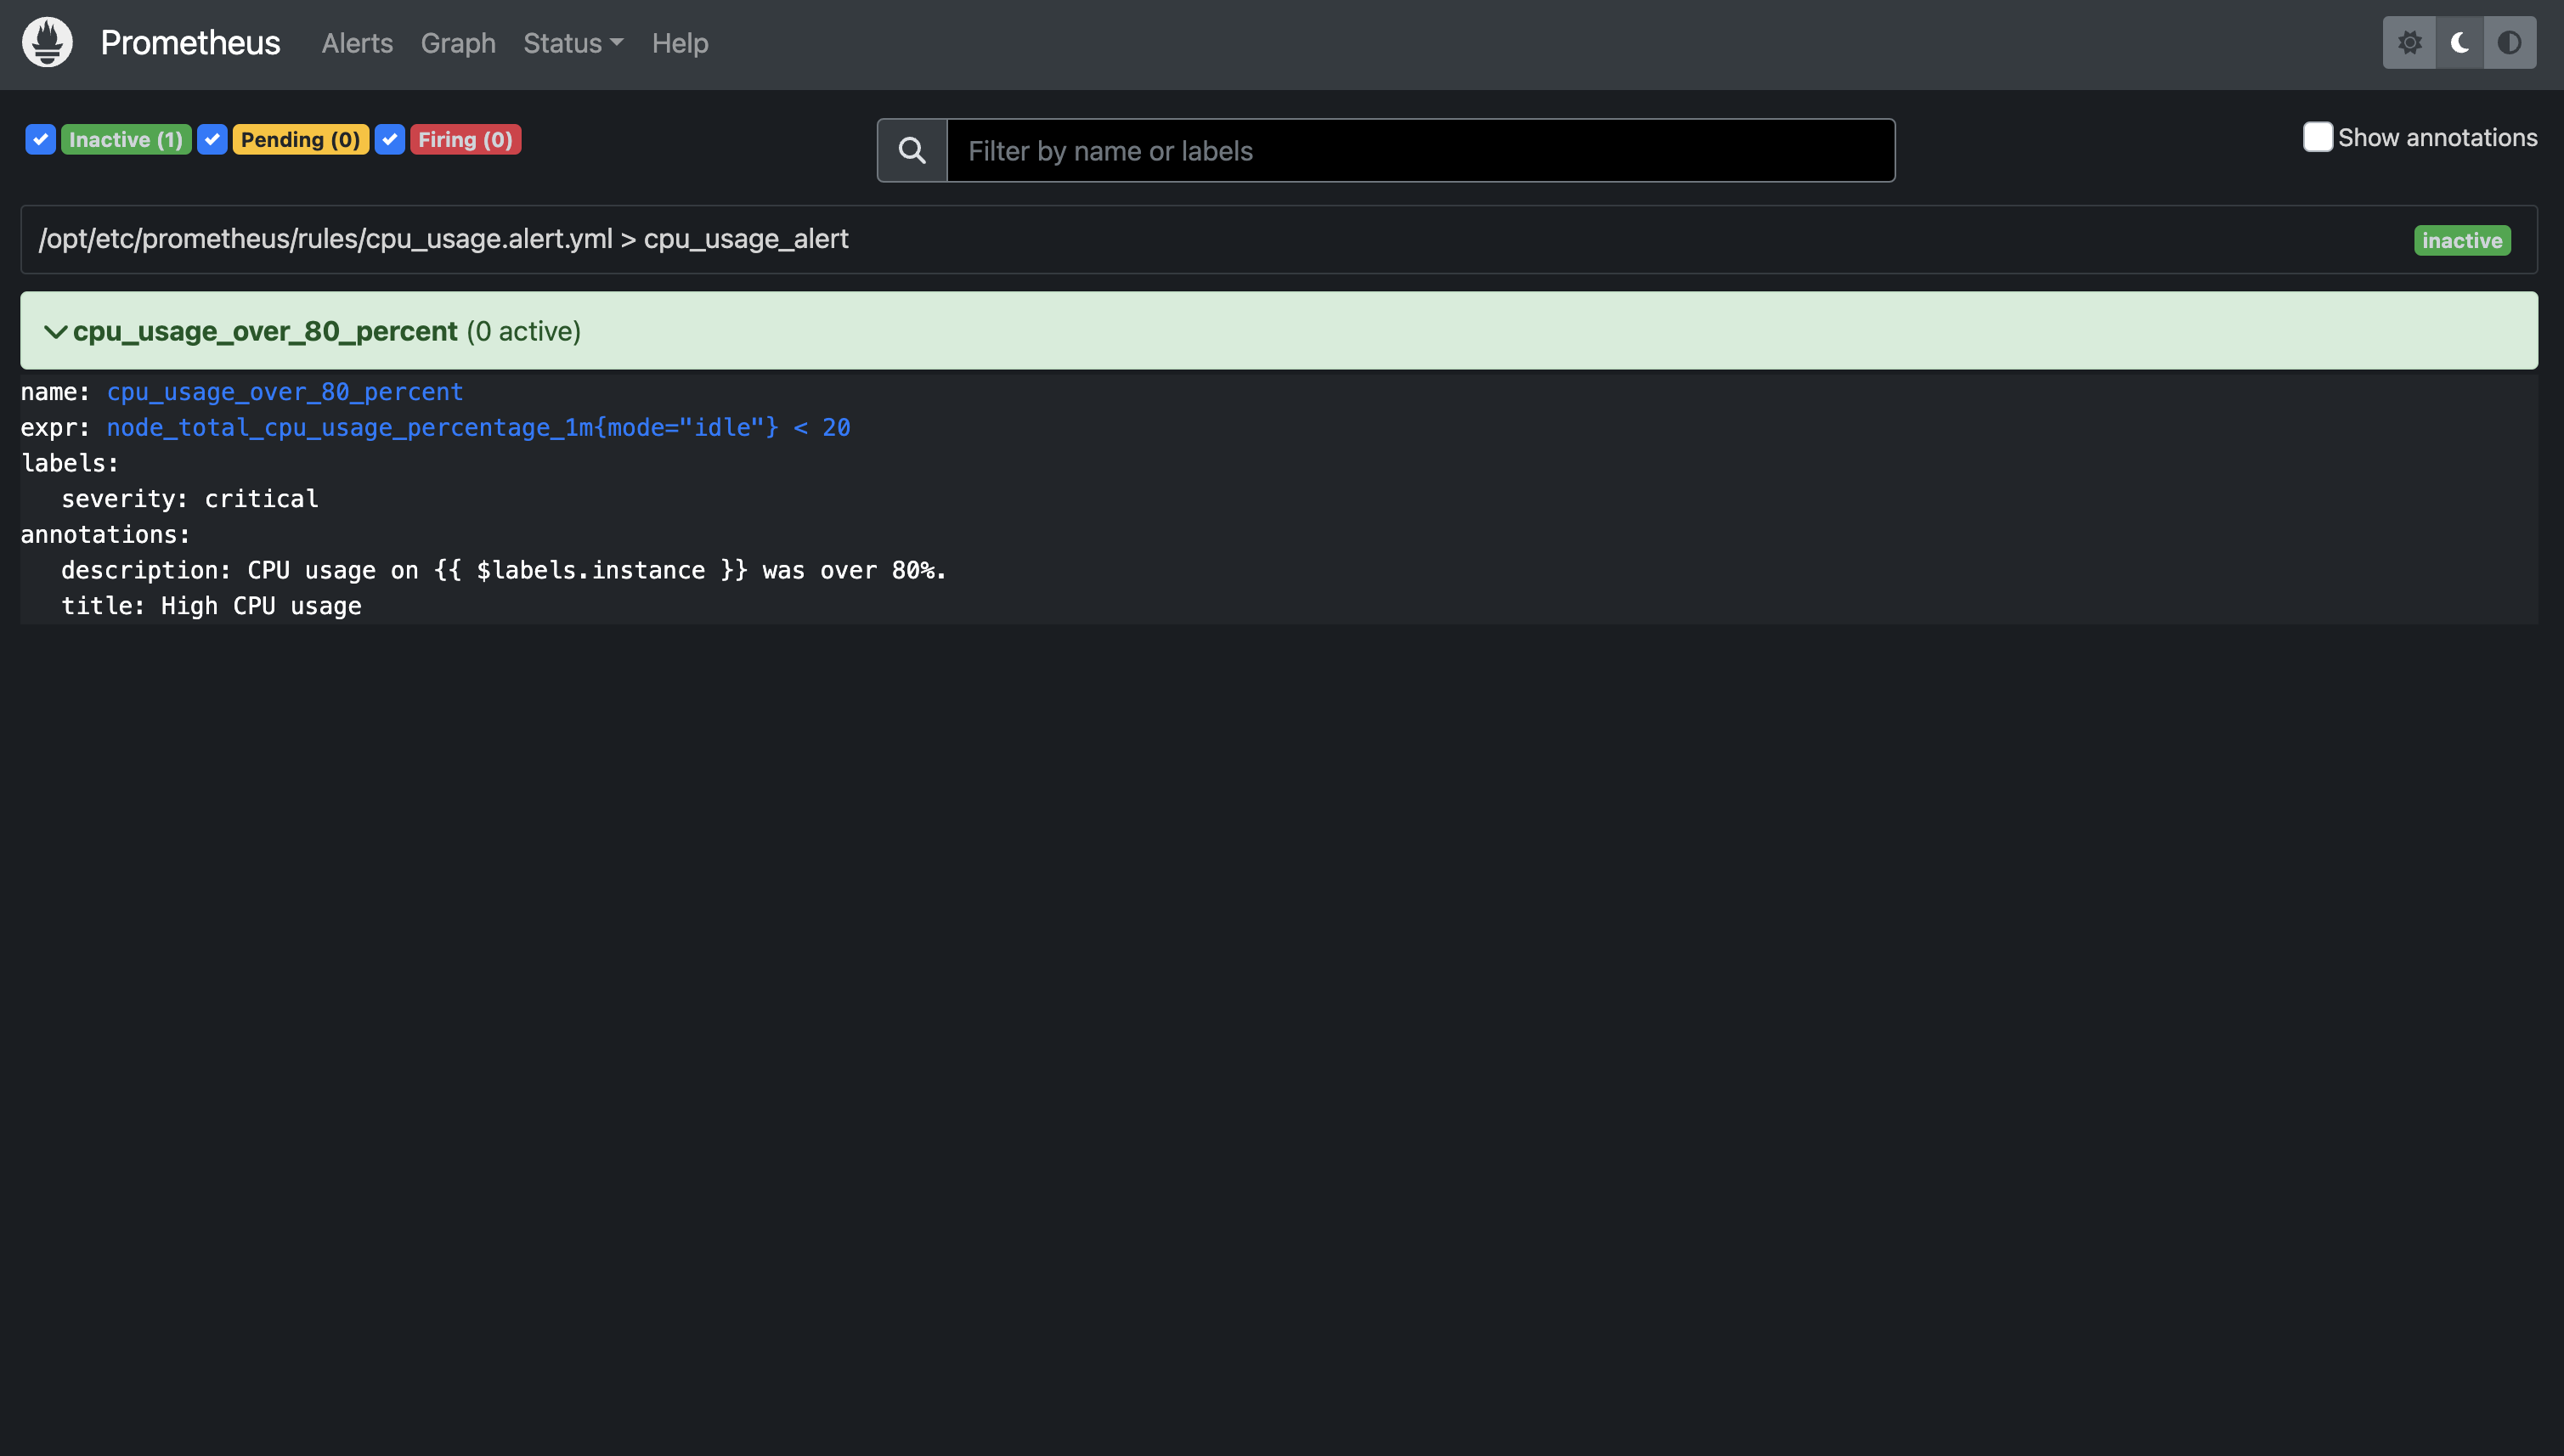 Prometheus Alerts Graph Status Help
Inactive (1) Pending (0) Firing (0) Filter by name or labels Show annotations
/opt/etc/prometheus/rules/cpu_usage.alert.yml > cpu_usage_alert inactive
cpu_usage_over_80_percent (0 active)
name: cpu_usage_over_80_percent
expr: node_total_cpu_usage_percentage_1m{mode="idle"} < 20
labels:
severity: critical
annotations:
description: CPU usage on {{ $labels.instance }} was over 80%.
title: High CPU usage